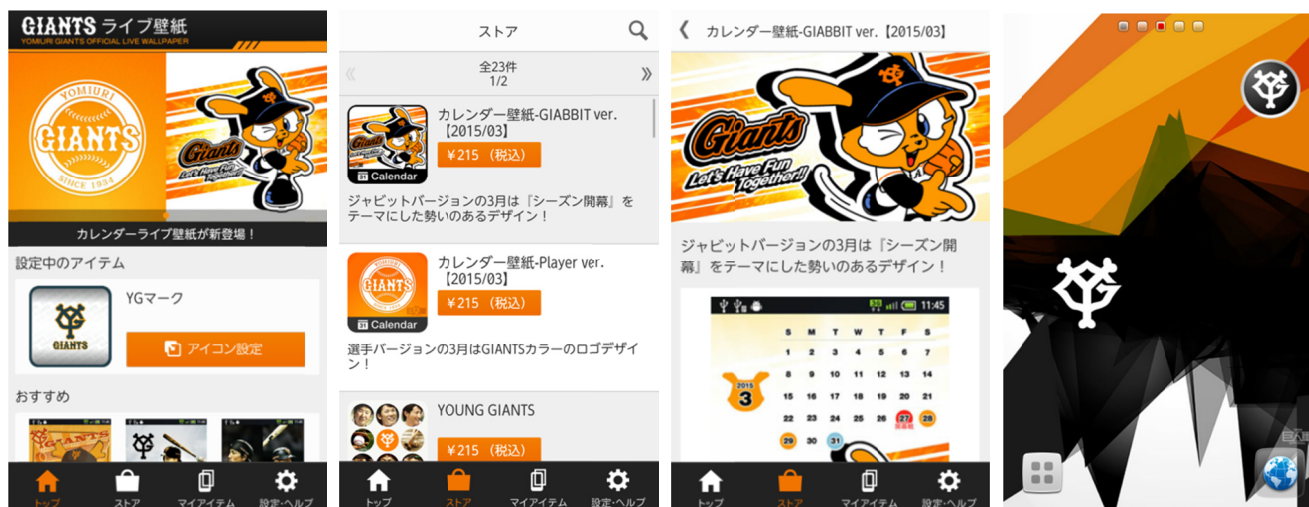 GIANTS ライブ壁紙
YOMIURI GIANTS OFFICIAL LIVE WALLPAPER
YOMIURI
GIANTS
SINCE 1934
Giants
Let's Have Fun
Together!!
カレンダーライブ壁紙が新登場！
設定中のアイテム
GIANTS
YGマーク
アイコン設定
おすすめ
YG-GIANTS
トップ
ストア
マイアイテム
設定・ヘルプ
ストア
全23件
1/2
カレンダー壁紙-GIABBIT ver.
【2015/03】
¥215 （税込）
31 Calendar
ジャビットバージョンの3月は『シーズン開幕』を
テーマにした勢いのあるデザイン！
カレンダー壁紙-Player ver.
【2015/03】
¥215 （税込）
GIANTS
31 Calendar
選手バージョンの3月はGIANTSカラーのロゴデザイ
ン！
YOUNG GIANTS
¥215 （税込）
トップ
ストア
マイアイテム
設定・ヘルプ
カレンダー壁紙-GIABBIT ver.【2015/03】
Giants
Let's Have Fun
Together!!
ジャビットバージョンの3月は『シーズン開
幕』をテーマにした勢いのあるデザイン！
11:45
S M T W T F S
1 2 3 4 5 6 7
8 9 10 11 12 13 14
2015
3
15 16 17 18 19 20 21
22 23 24 25 26 27 28
開幕戦
29 30 31
トップ
ストア
マイアイテム
設定・ヘルプ